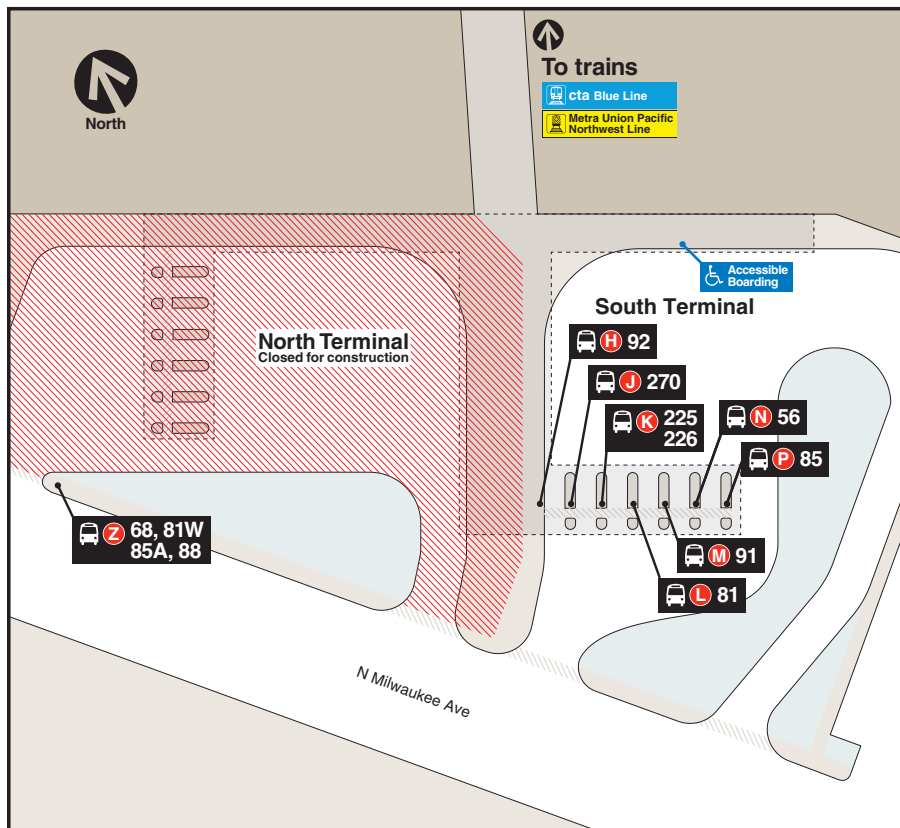 North
To trains
cta Blue Line
Metra Union Pacific
Northwest Line
Accessible
Boarding
South Terminal
North Terminal
Closed for construction
H 92
J 270
K 225
226
N 56
P 85
Z 68, 81W
85A, 88
M 91
L 81
N Milwaukee Ave